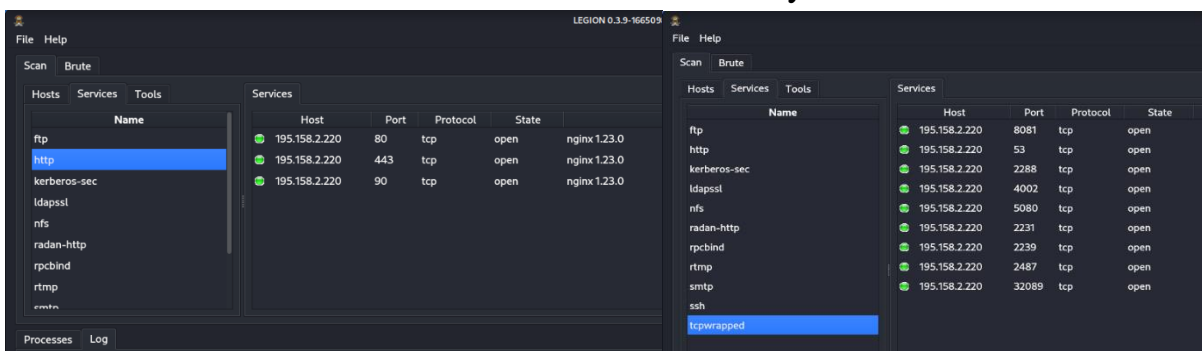 LEGION 0.3.9-166509
File Help
Scan Brute
Hosts Services Tools
Name
ftp
http
kerberos-sec
ldapssl
nfs
radan-http
rpcbind
rtmp
smtp
Services
Host Port Protocol State
195.158.2.220 80 tcp open nginx 1.23.0
195.158.2.220 443 tcp open nginx 1.23.0
195.158.2.220 90 tcp open nginx 1.23.0
Processes Log
File Help
Scan Brute
Hosts Services Tools
Name
ftp
http
kerberos-sec
ldapssl
nfs
radan-http
rpcbind
rtmp
smtp
ssh
tcpwrapped
Services
Host Port Protocol State
195.158.2.220 8081 tcp open
195.158.2.220 53 tcp open
195.158.2.220 2288 tcp open
195.158.2.220 4002 tcp open
195.158.2.220 5080 tcp open
195.158.2.220 2231 tcp open
195.158.2.220 2239 tcp open
195.158.2.220 2487 tcp open
195.158.2.220 32089 tcp open